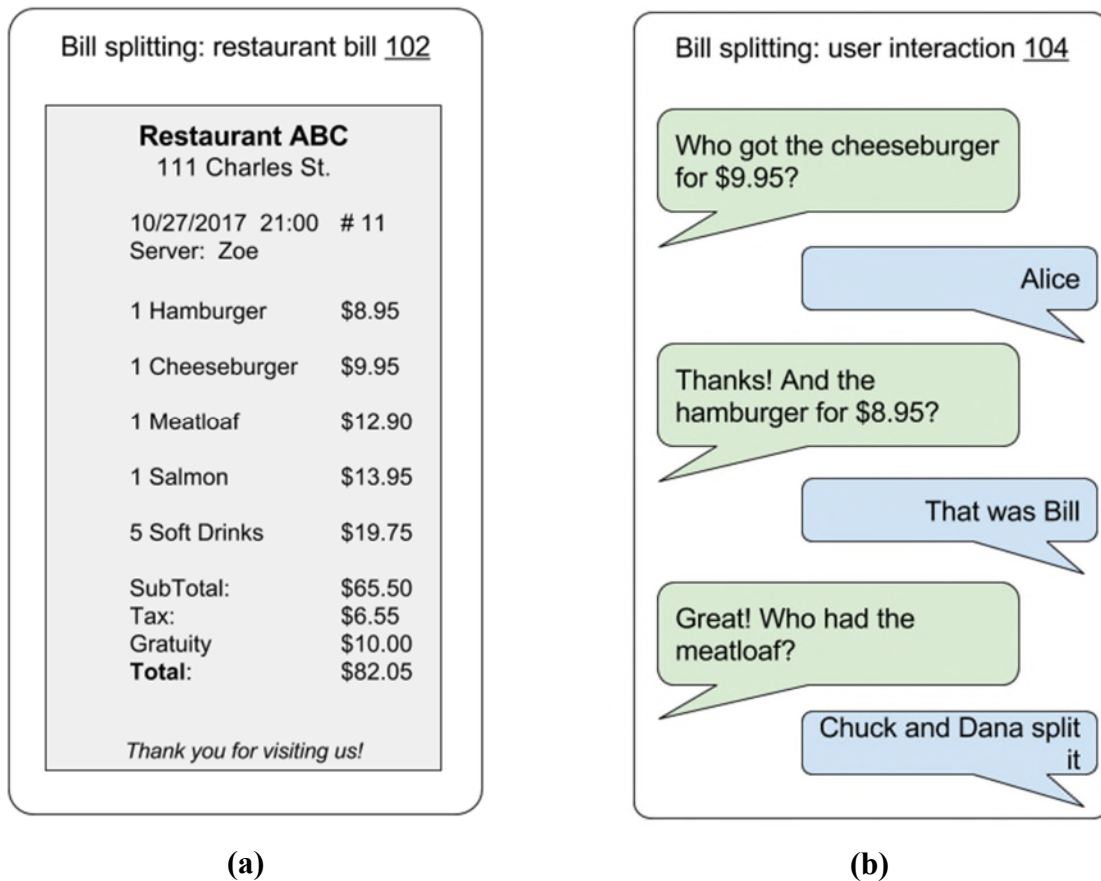 Bill splitting: restaurant bill 102
Restaurant ABC
111 Charles St.
10/27/2017 21:00 # 11
Server: Zoe
1 Hamburger $8.95
1 Cheeseburger $9.95
1 Meatloaf $12.90
1 Salmon $13.95
5 Soft Drinks $19.75
SubTotal: $65.50
Tax: $6.55
Gratuity $10.00
Total: $82.05
Thank you for visiting us!
(a)
Bill splitting: user interaction 104
Who got the cheeseburger
for $9.95?
Alice
Thanks! And the
hamburger for $8.95?
That was Bill
Great! Who had the
meatloaf?
Chuck and Dana split
it
(b)